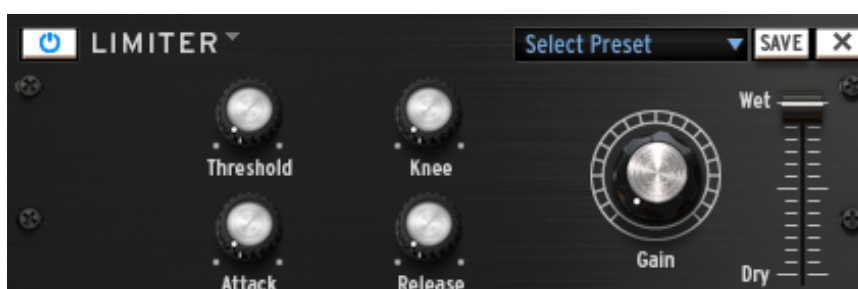 LIMITER
Select Preset
SAVE
Wet
Threshold
Knee
Gain
Attack
Release
Dry